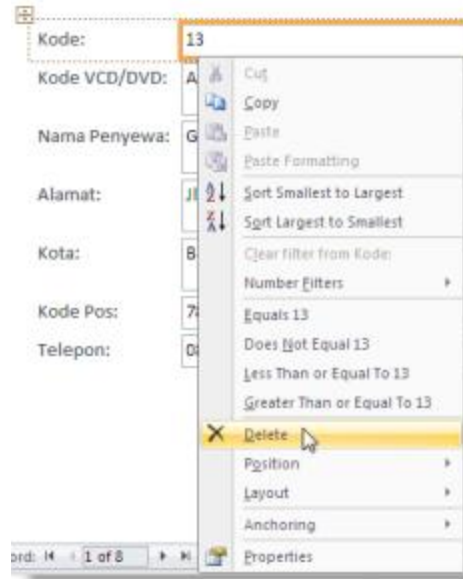 Kode: 13
Kode VCD/DVD: A
Nama Penyewa: G
Alamat: Jl
Kota: B
Kode Pos: 7
Telepon: 0
Cut
Copy
Paste
Paste Formatting
Sort Smallest to Largest
Sort Largest to Smallest
Clear filter from Kode:
Number Filters
Equals 13
Does Not Equal 13
Less Than or Equal To 13
Greater Than or Equal To 13
Delete
Position
Layout
Anchoring
Properties
ord: 1 of 8